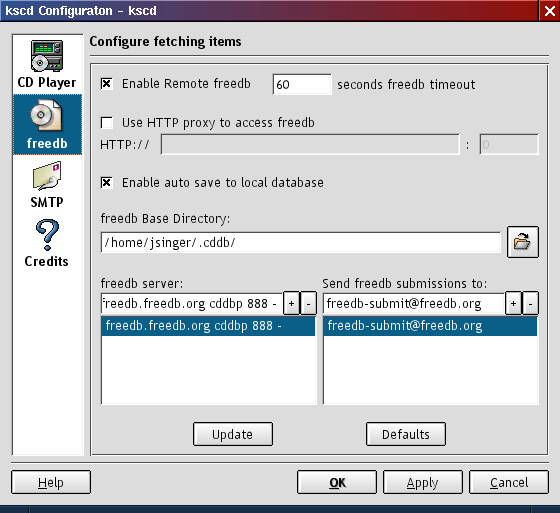 kscd Configuraton - kscd
Configure fetching items
CD Player
freedb
SMTP
Credits
Enable Remote freedb 60 seconds freedb timeout
Use HTTP proxy to access freedb
HTTP:// : 0
Enable auto save to local database
freedb Base Directory:
/home/jsinger/.cddb/
freedb server: Send freedb submissions to:
freedb.freedb.org cddbp 888 - + - freedb-submit@freedb.org + -
freedb.freedb.org cddbp 888 - freedb-submit@freedb.org
Update Defaults
Help OK Apply Cancel